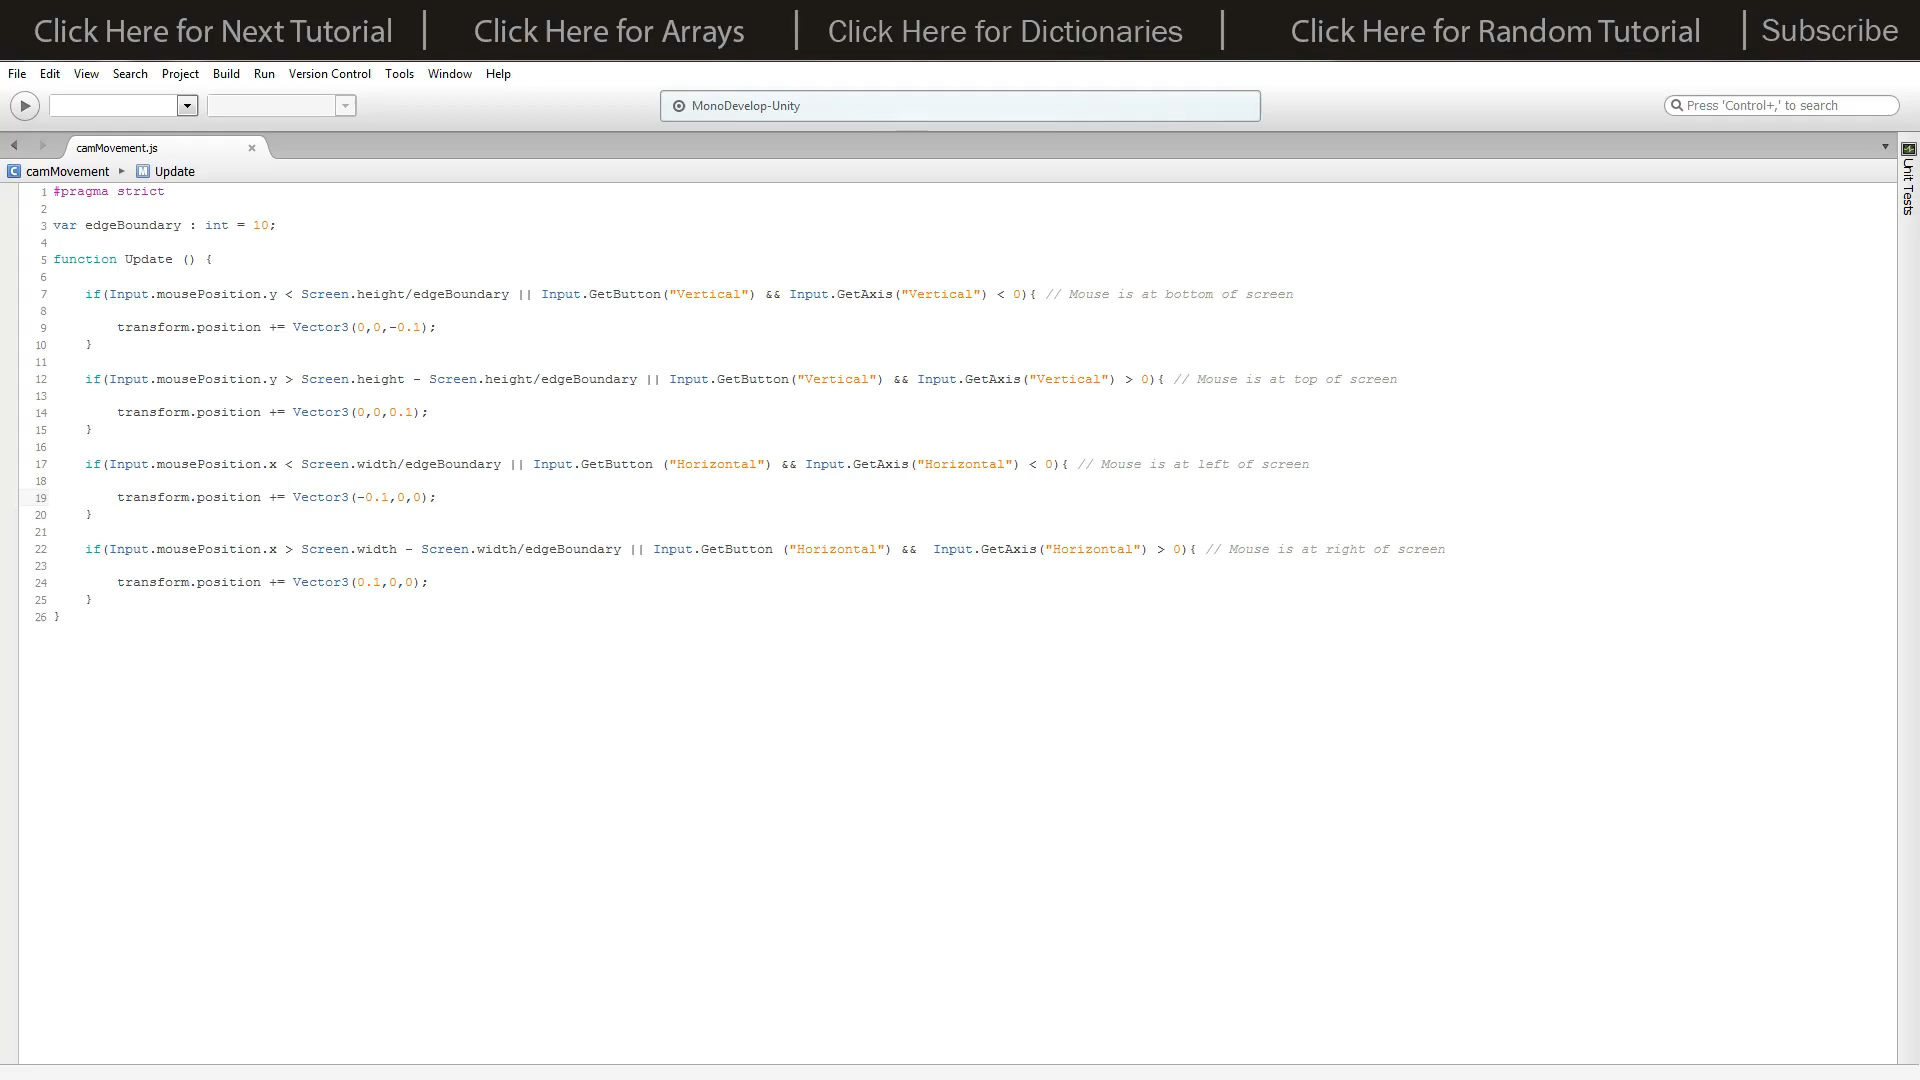 Click Here for Next Tutorial | Click Here for Arrays | Click Here for Dictionaries | Click Here for Random Tutorial | Subscribe
File Edit View Search Project Build Run Version Control Tools Window Help
MonoDevelop-Unity
Press 'Control+,' to search
camMovement.js
camMovement Update
Unit Tests
1 #pragma strict
2
3 var edgeBoundary : int = 10;
4
5 function Update () {
6
7 if(Input.mousePosition.y < Screen.height/edgeBoundary || Input.GetButton("Vertical") && Input.GetAxis("Vertical") < 0){ // Mouse is at bottom of screen
8
9 transform.position += Vector3(0,0,-0.1);
10 }
11
12 if(Input.mousePosition.y > Screen.height - Screen.height/edgeBoundary || Input.GetButton("Vertical") && Input.GetAxis("Vertical") > 0){ // Mouse is at top of screen
13
14 transform.position += Vector3(0,0,0.1);
15 }
16
17 if(Input.mousePosition.x < Screen.width/edgeBoundary || Input.GetButton ("Horizontal") && Input.GetAxis("Horizontal") < 0){ // Mouse is at left of screen
18
19 transform.position += Vector3(-0.1,0,0);
20 }
21
22 if(Input.mousePosition.x > Screen.width - Screen.width/edgeBoundary || Input.GetButton ("Horizontal") &&  Input.GetAxis("Horizontal") > 0){ // Mouse is at right of screen
23
24 transform.position += Vector3(0.1,0,0);
25 }
26 }